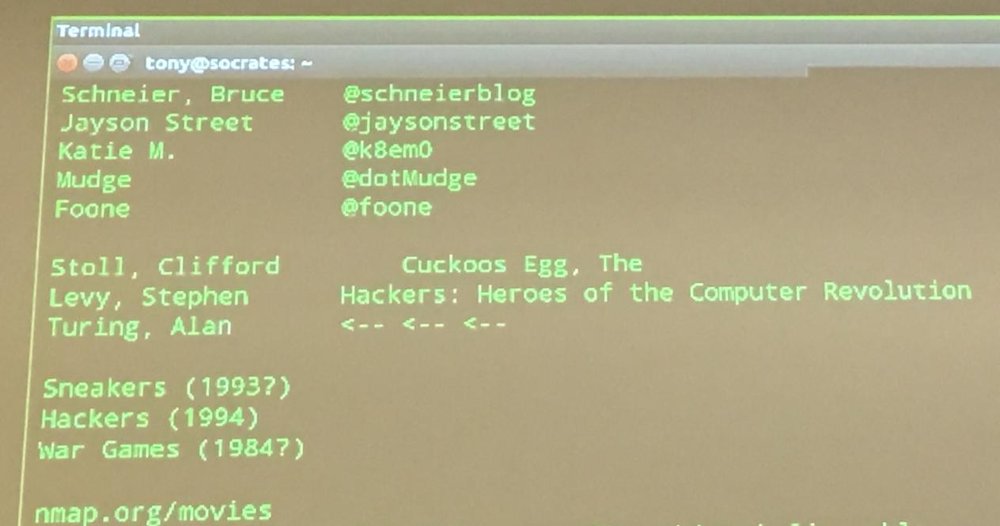 Terminal
tony@socrates: ~
Schneier, Bruce @schneierblog
Jayson Street @jaysonstreet
Katie M. @k8em0
Mudge @dotMudge
Foone @foone
Stoll, Clifford Cuckoos Egg, The
Levy, Stephen Hackers: Heroes of the Computer Revolution
Turing, Alan <-- <-- <--
Sneakers (1993?)
Hackers (1994)
War Games (1984?)
nmap.org/movies